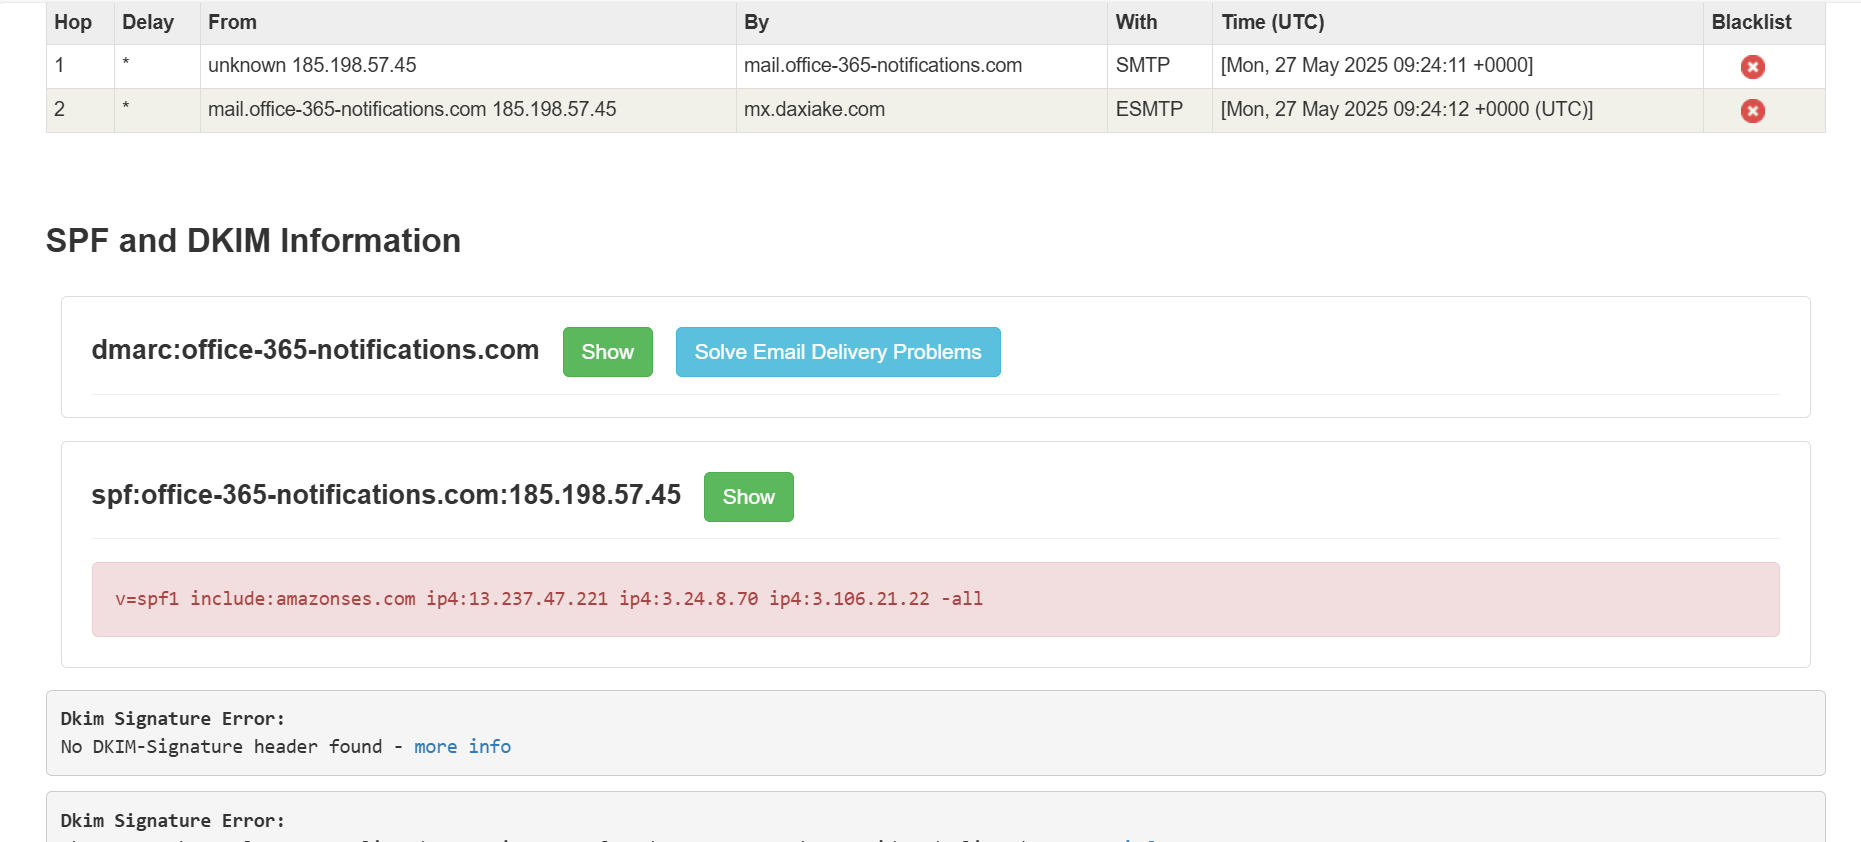 Hop Delay From By With Time (UTC) Blacklist
1 * unknown 185.198.57.45 mail.office-365-notifications.com SMTP [Mon, 27 May 2025 09:24:11 +0000]
2 * mail.office-365-notifications.com 185.198.57.45 mx.daxiake.com ESMTP [Mon, 27 May 2025 09:24:12 +0000 (UTC)]
SPF and DKIM Information
dmarc:office-365-notifications.com Show Solve Email Delivery Problems
spf:office-365-notifications.com:185.198.57.45 Show
v=spf1 include:amazonses.com ip4:13.237.47.221 ip4:3.24.8.70 ip4:3.106.21.22 -all
Dkim Signature Error:
No DKIM-Signature header found - more info
Dkim Signature Error: